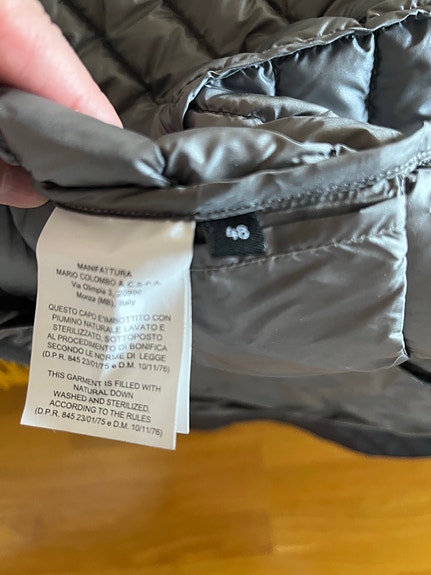 MANIFATTURA
MARIO COLOMBO & C. S.P.A.
Via Olimpia 3, 20900
Monza (MB), Italy
QUESTO CAPO E'IMBOTTITO CON
PIUMINO NATURALE LAVATO E
STERILIZZATO, SOTTOPOSTO
AL PROCEDIMENTO DI BONIFICA
SECONDO LE NORME DI LEGGE
(D.P.R. 845 23/01/75 e D.M. 10/11/76)
THIS GARMENT IS FILLED WITH
NATURAL DOWN
WASHED AND STERILIZED,
ACCORDING TO THE RULES
(D.P.R. 845 23/01/75 e D.M. 10/11/76)
48